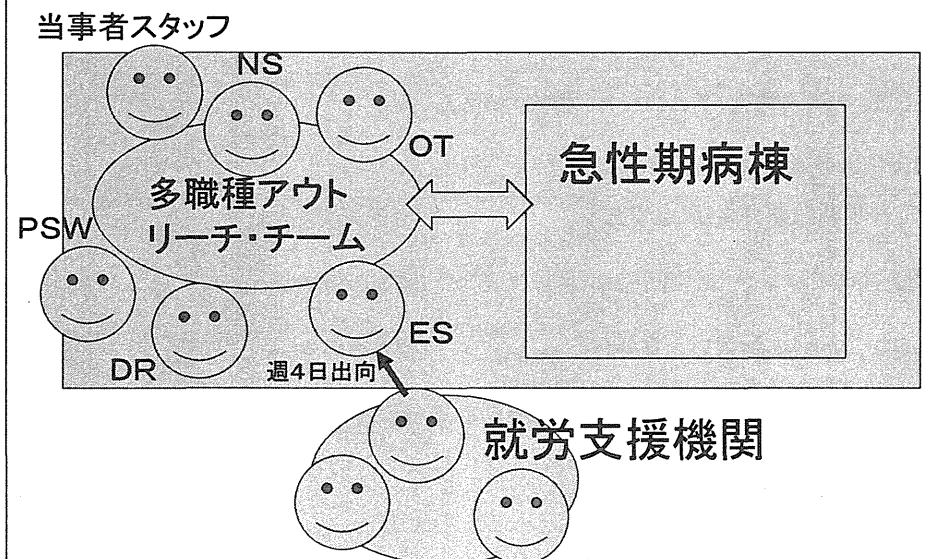 当事者スタッフ
NS
OT
多職種アウト
リーチ・チーム
急性期病棟
PSW
ES
DR
週4日出向
就労支援機関